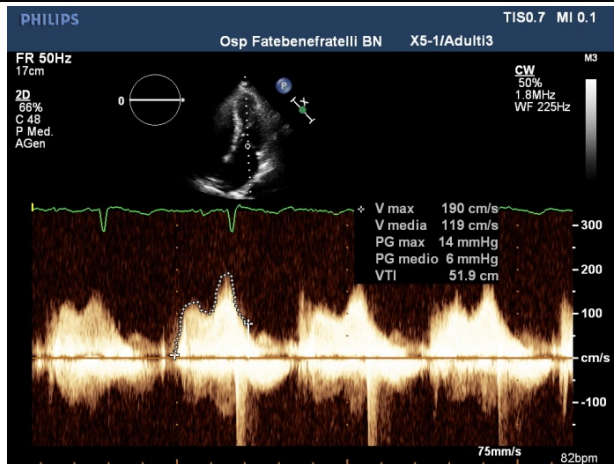 PHILIPS
TIS0.7 MI 0.1
Osp Fatebenefratelli BN X5-1/Adulti3
FR 50Hz
17cm
2D
66%
C 48
P Med.
AGen
0
P
X
M3
CW
50%
1.8MHz
WF 225Hz
V max 190 cm/s
V media 119 cm/s
PG max 14 mmHg
PG medio 6 mmHg
VTI 51.9 cm
300
200
100
cm/s
-100
75mm/s
82bpm